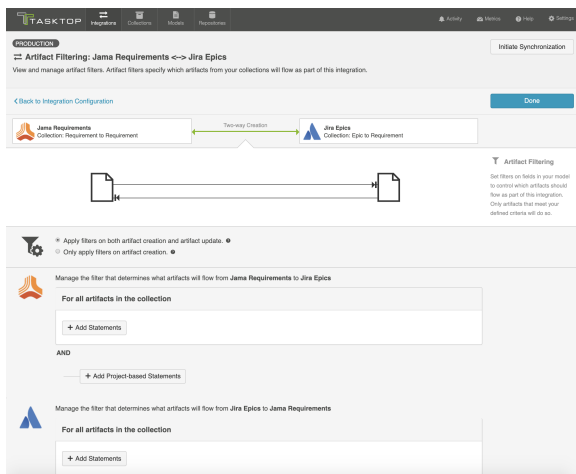 TASKTOP
Integrations
Collections
Models
Repositories
Activity
Metrics
Help
Settings
PRODUCTION
Artifact Filtering: Jama Requirements <--> Jira Epics
View and manage artifact filters. Artifact filters specify which artifacts from your collections will flow as part of this integration.
Initiate Synchronization
Back to Integration Configuration
Done
Jama Requirements
Collection: Requirement to Requirement
Two-way Creation
Jira Epics
Collection: Epic to Requirement
Artifact Filtering
Set filters on fields in your model
to control which artifacts should
flow as part of this integration.
Only artifacts that meet your
defined criteria will do so.
Apply filters on both artifact creation and artifact update.
Only apply filters on artifact creation.
Manage the filter that determines what artifacts will flow from Jama Requirements to Jira Epics
For all artifacts in the collection
+ Add Statements
AND
+ Add Project-based Statements
Manage the filter that determines what artifacts will flow from Jira Epics to Jama Requirements
For all artifacts in the collection
+ Add Statements